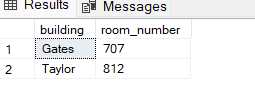 Results Messages
building room_number
1 Gates 707
2 Taylor 812